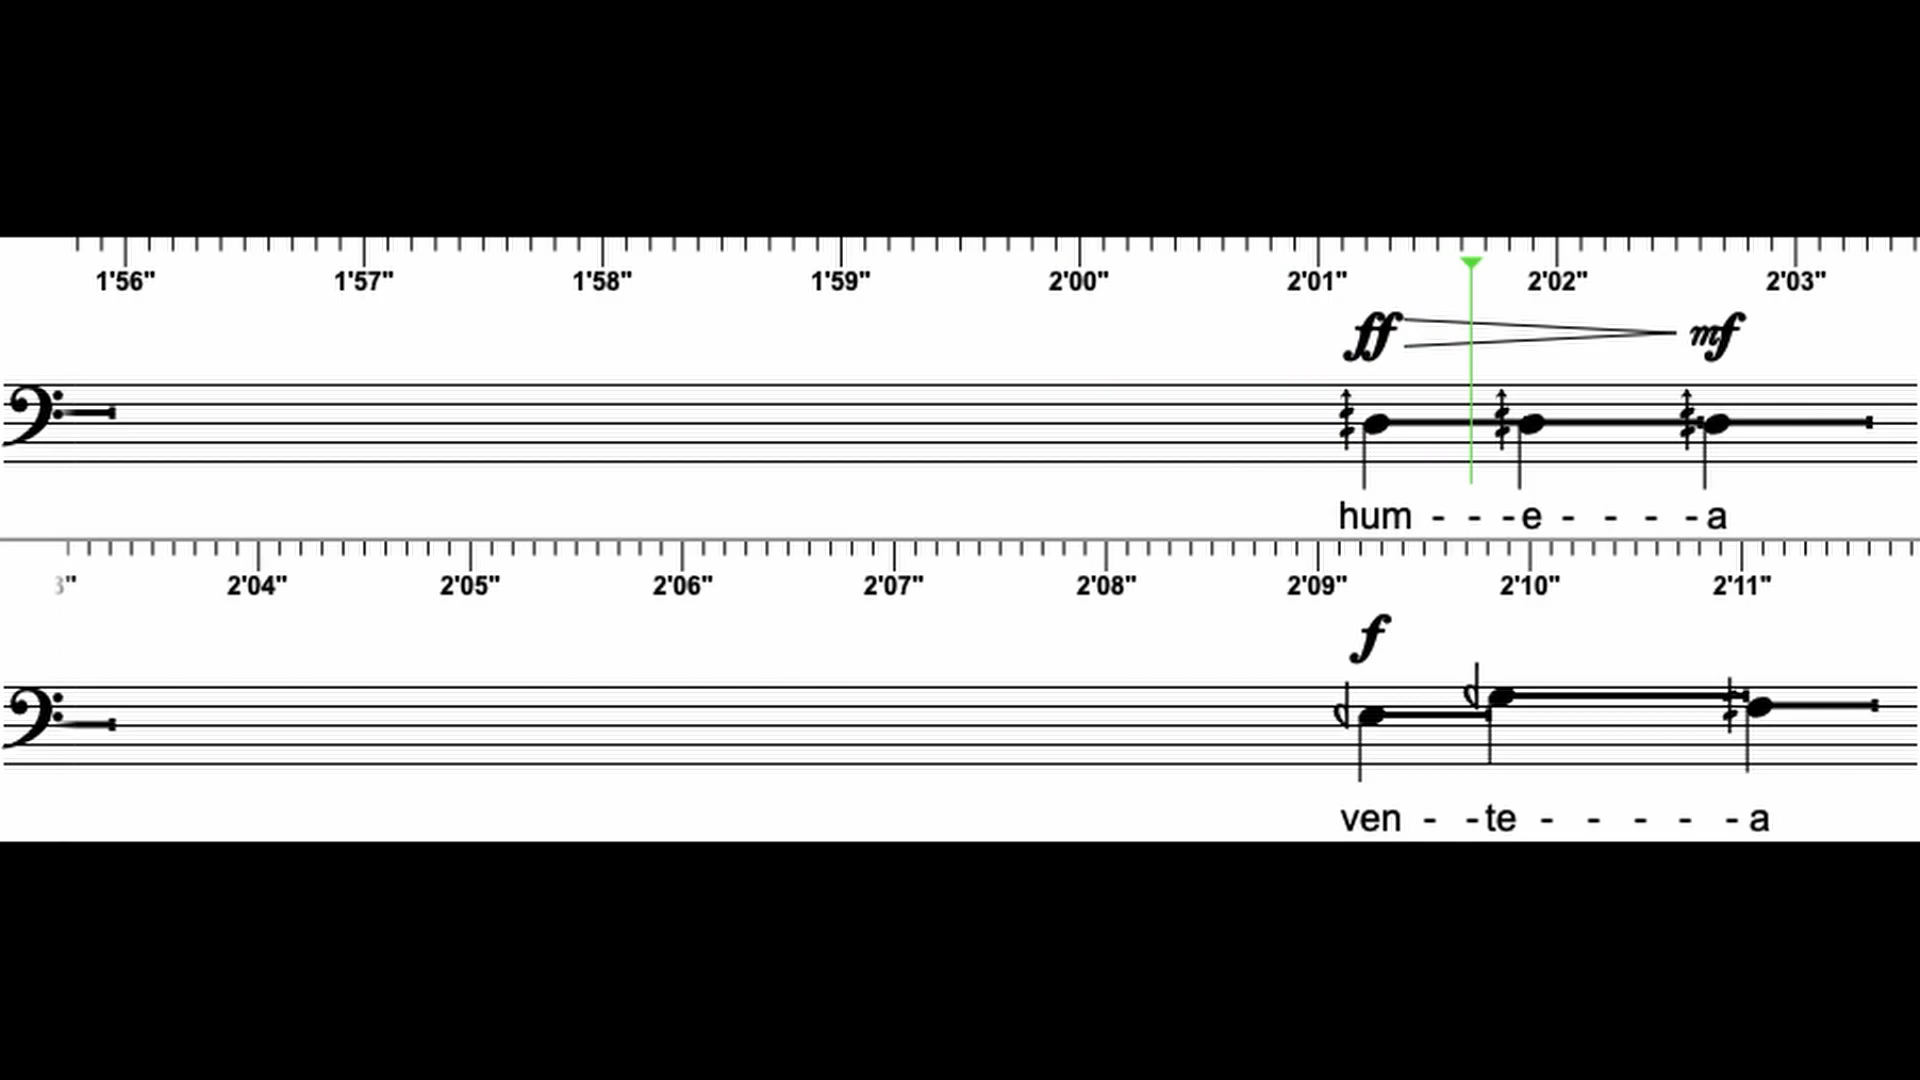 1'56" 1'57" 1'58" 1'59" 2'00" 2'01" 2'02" 2'03"
ff mf
hum - - - e - - - - a
3" 2'04" 2'05" 2'06" 2'07" 2'08" 2'09" 2'10" 2'11"
f
ven - - te - - - - - a